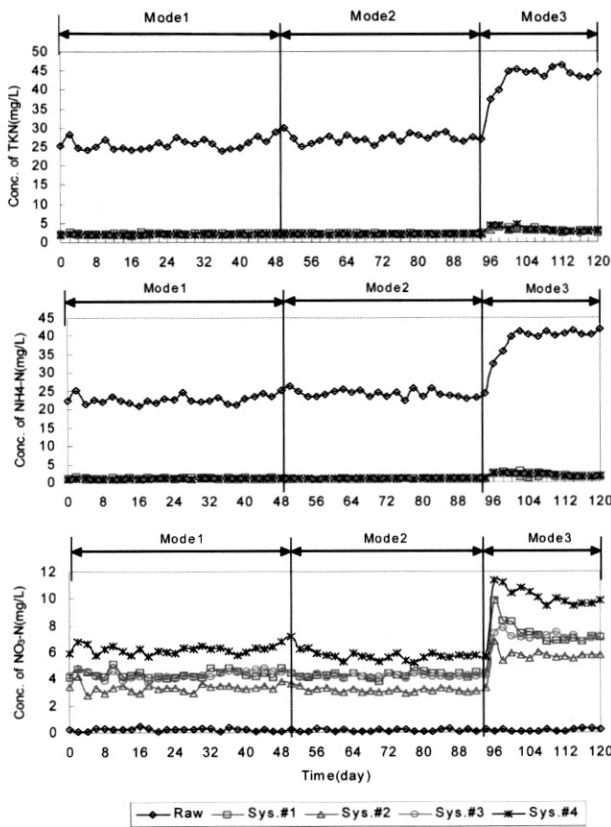 Mode1 Mode2 Mode3
Conc. of TKN(mg/L)
50
45
40
35
30
25
20
15
10
5
0
0 8 16 24 32 40 48 56 64 72 80 88 96 104 112 120
Mode1 Mode2 Mode3
Conc. of NH4-N(mg/L)
45
40
35
30
25
20
15
10
5
0
0 8 16 24 32 40 48 56 64 72 80 88 96 104 112 120
Mode1 Mode2 Mode3
Conc. of NO₃-N(mg/L)
12
10
8
6
4
2
0
0 8 16 24 32 40 48 56 64 72 80 88 96 104 112 120
Time(day)
Raw Sys.#1 Sys.#2 Sys.#3 Sys.#4